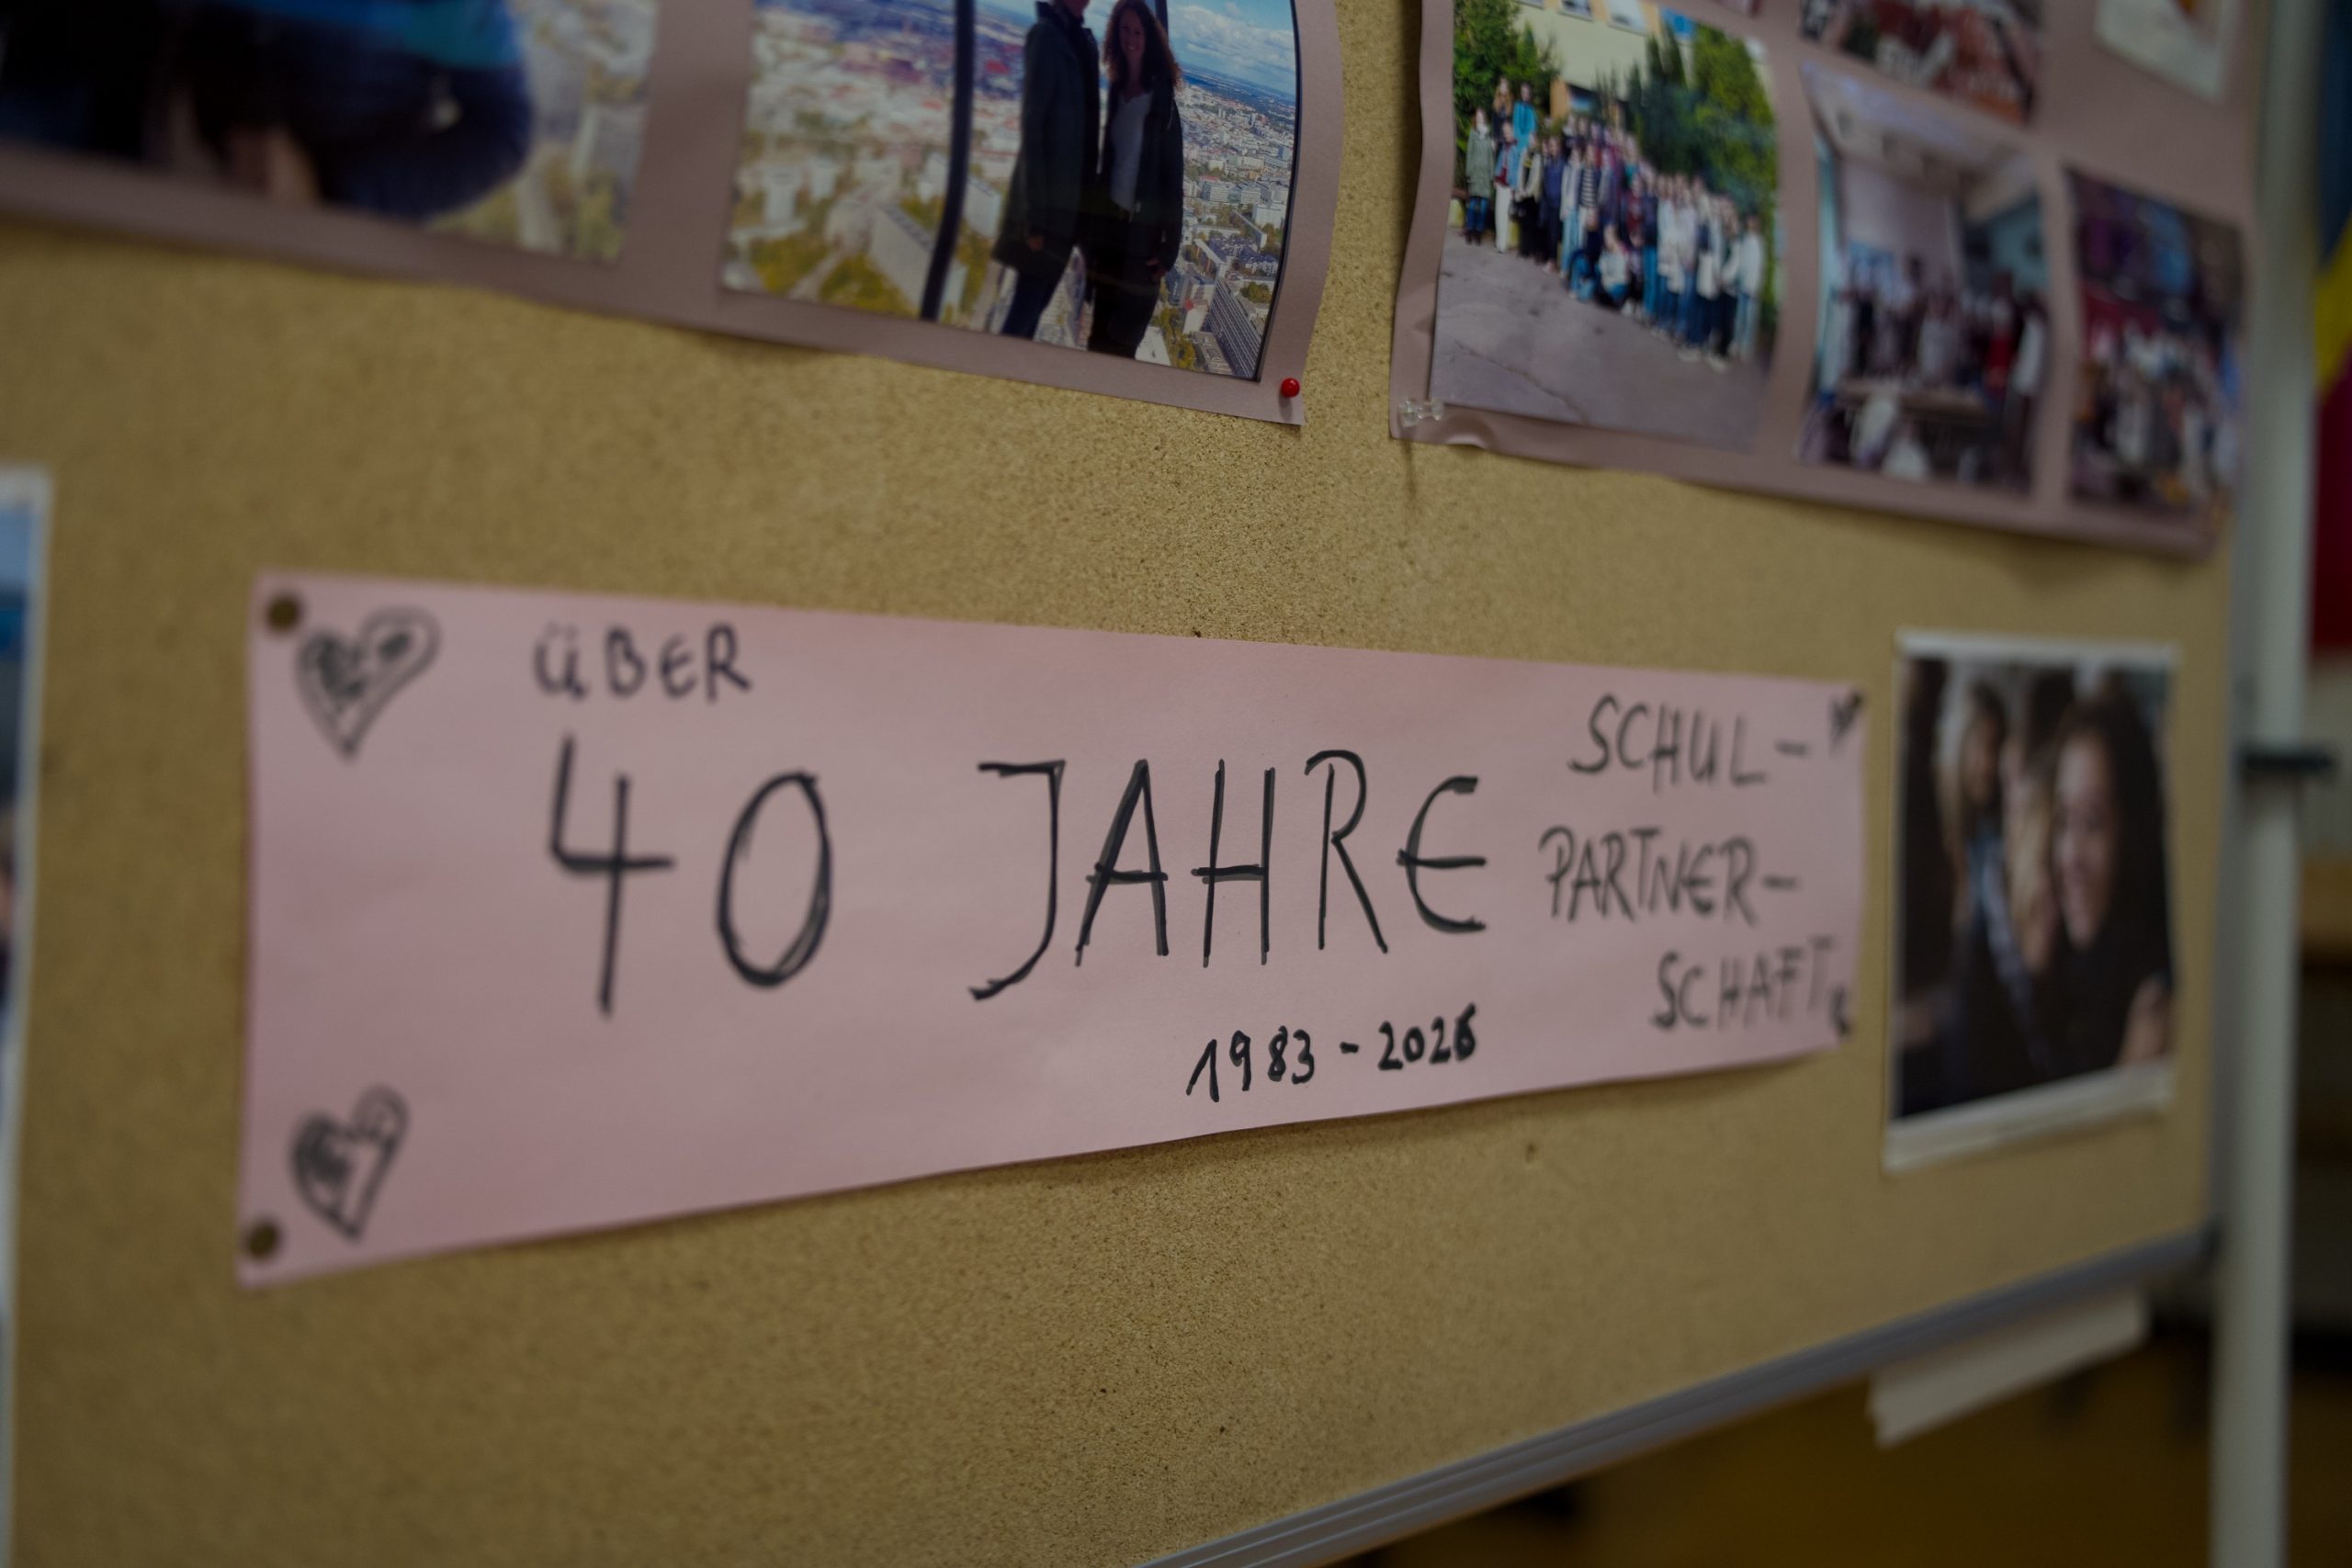 ÜBER
40 JAHRE
SCHUL-
PARTNER-
SCHAFT
1983-2026